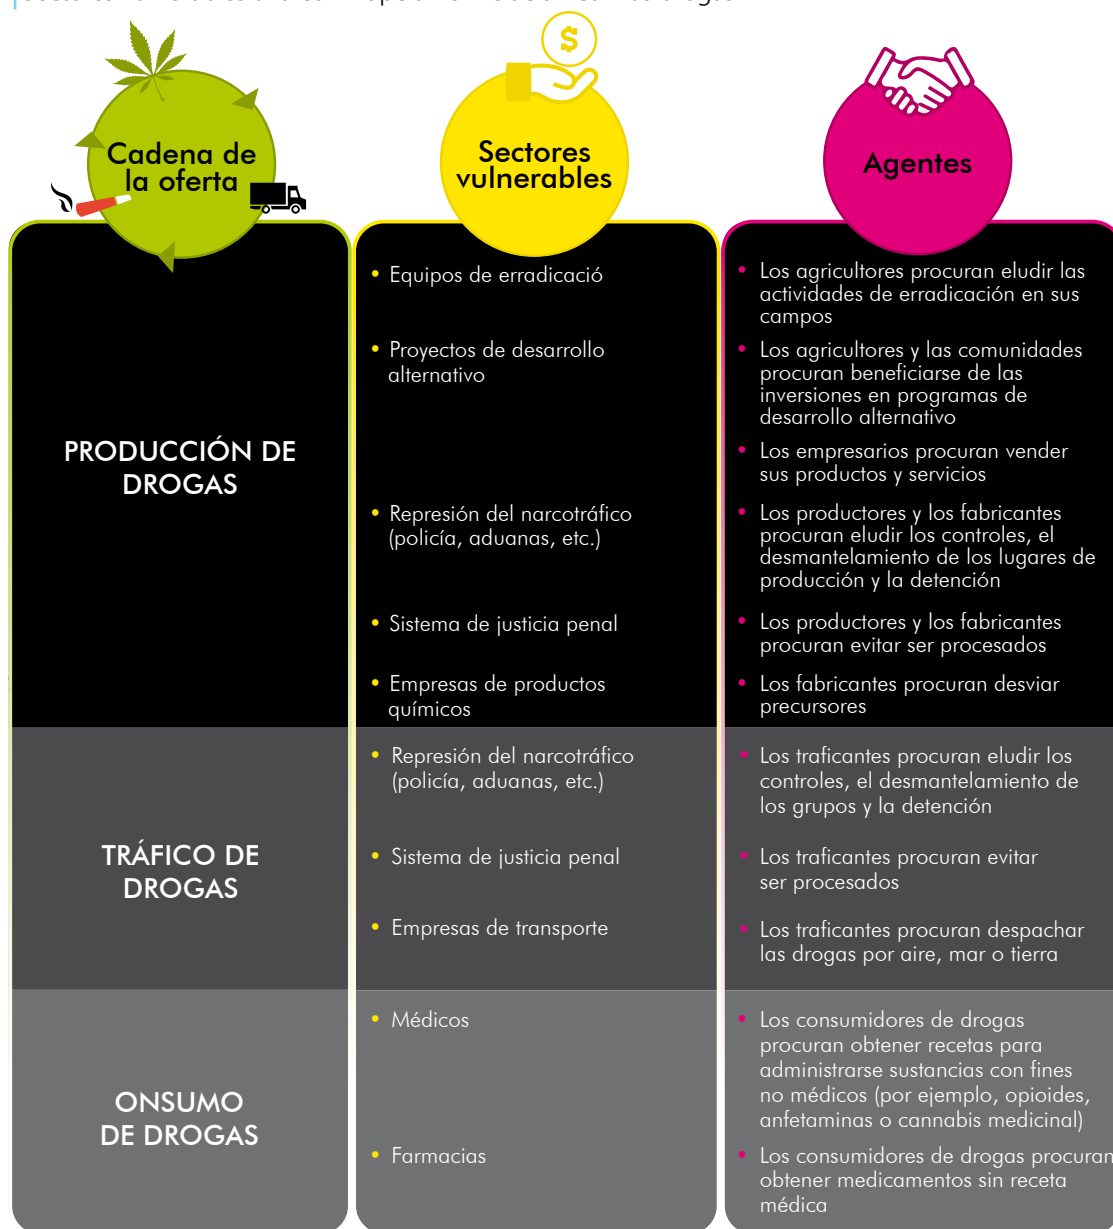 Cadena de
la oferta
Sectores
vulnerables
$
Agentes
PRODUCCIÓN DE
DROGAS
• Equipos de erradicació
• Proyectos de desarrollo
alternativo
• Represión del narcotráfico
(policía, aduanas, etc.)
• Sistema de justicia penal
• Empresas de productos
químicos
• Los agricultores procuran eludir las
actividades de erradicación en sus
campos
• Los agricultores y las comunidades
procuran beneficiarse de las
inversiones en programas de
desarrollo alternativo
• Los empresarios procuran vender
sus productos y servicios
• Los productores y los fabricantes
procuran eludir los controles, el
desmantelamiento de los lugares de
producción y la detención
• Los productores y los fabricantes
procuran evitar ser procesados
• Los fabricantes procuran desviar
precursores
TRÁFICO DE
DROGAS
• Represión del narcotráfico
(policía, aduanas, etc.)
• Sistema de justicia penal
• Empresas de transporte
• Los traficantes procuran eludir los
controles, el desmantelamiento de
los grupos y la detención
• Los traficantes procuran evitar
ser procesados
• Los traficantes procuran despachar
las drogas por aire, mar o tierra
ONSUMO
DE DROGAS
• Médicos
• Farmacias
• Los consumidores de drogas
procuran obtener recetas para
administrarse sustancias con fines
no médicos (por ejemplo, opioides,
anfetaminas o cannabis medicinal)
• Los consumidores de drogas procuran
obtener medicamentos sin receta
médica